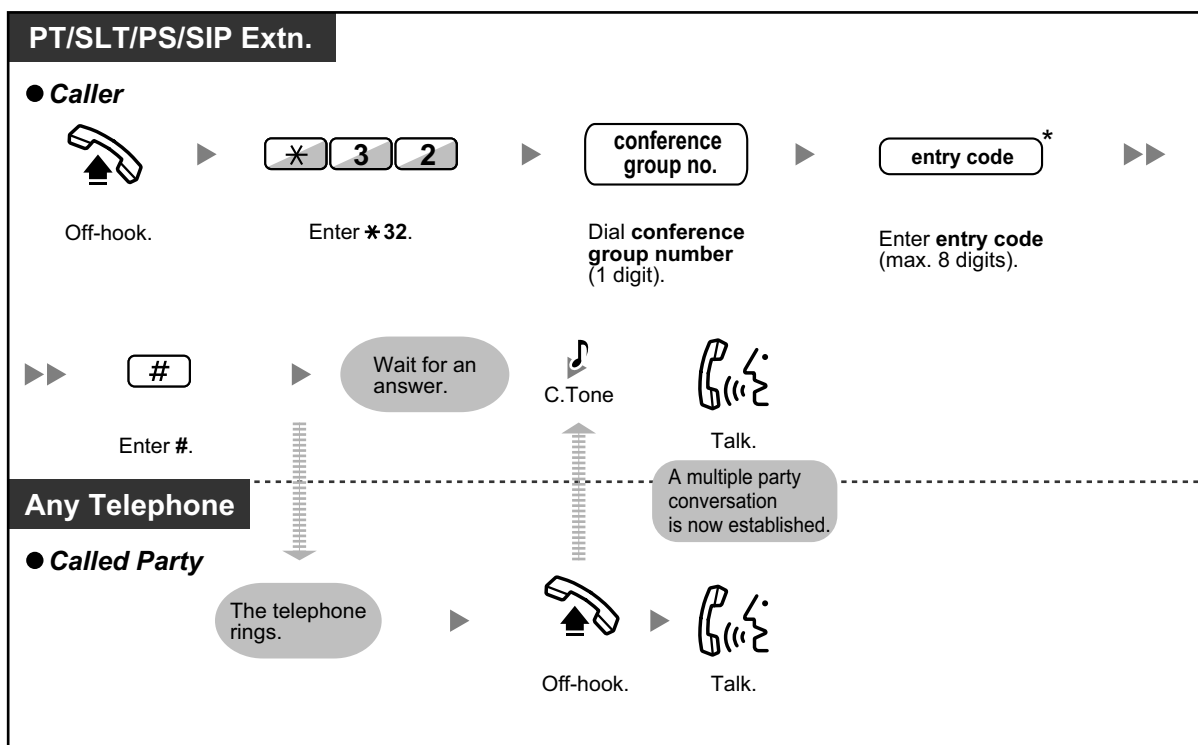 PT/SLT/PS/SIP Extn.
● Caller
* 3 2
conference
group no.
entry code*
Off-hook.
Enter *32.
Dial conference
group number
(1 digit).
Enter entry code
(max. 8 digits).
#
Wait for an
answer.
C.Tone
Enter #.
Talk.
A multiple party
conversation
is now established.
Any Telephone
● Called Party
The telephone
rings.
Off-hook.
Talk.